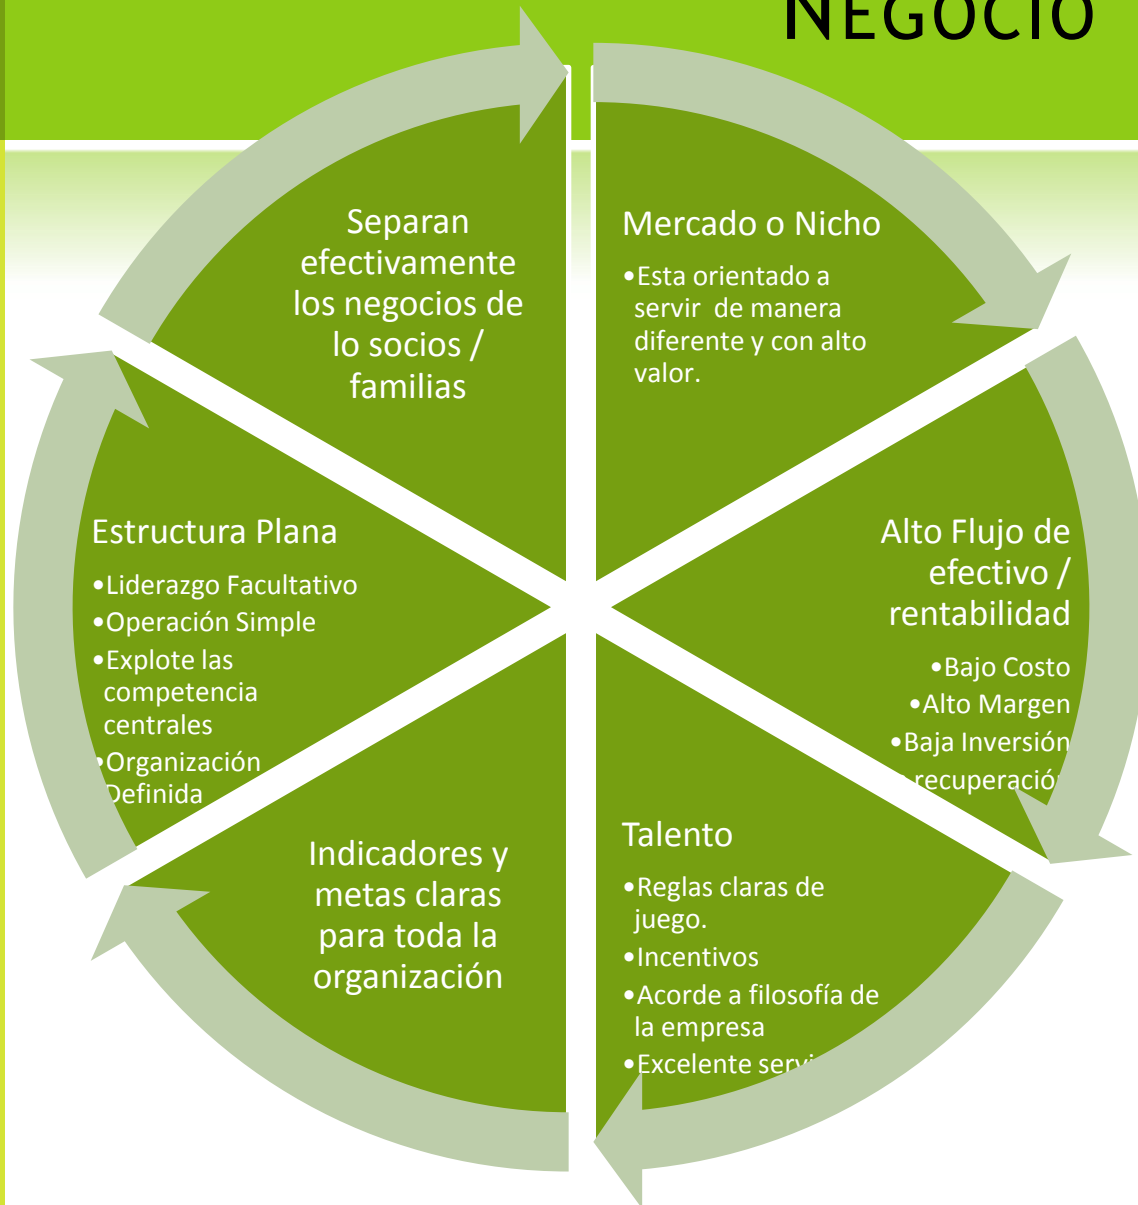 NEGOCIO
Separan
efectivamente
los negocios de
lo socios /
familias
Mercado o Nicho
•Esta orientado a
servir de manera
diferente y con alto
valor.
Alto Flujo de
efectivo /
rentabilidad
•Bajo Costo
•Alto Margen
•Baja Inversión
recuperación
Talento
•Reglas claras de
juego.
•Incentivos
•Acorde a filosofía de
la empresa
•Excelente
Indicadores y
metas claras
para toda la
organización
Estructura Plana
•Liderazgo Facultativo
•Operación Simple
•Explote las
competencia
centrales
•Organización
Definida